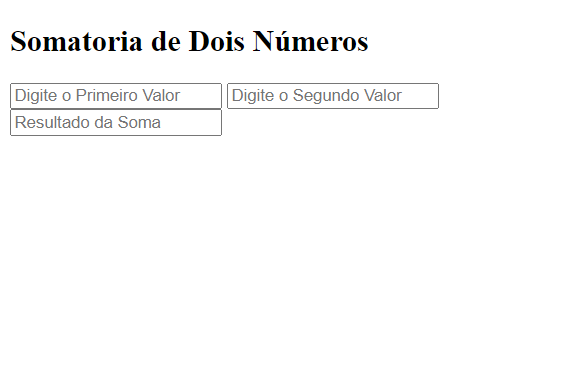 Somatoria de Dois Números
Digite o Primeiro Valor Digite o Segundo Valor
Resultado da Soma